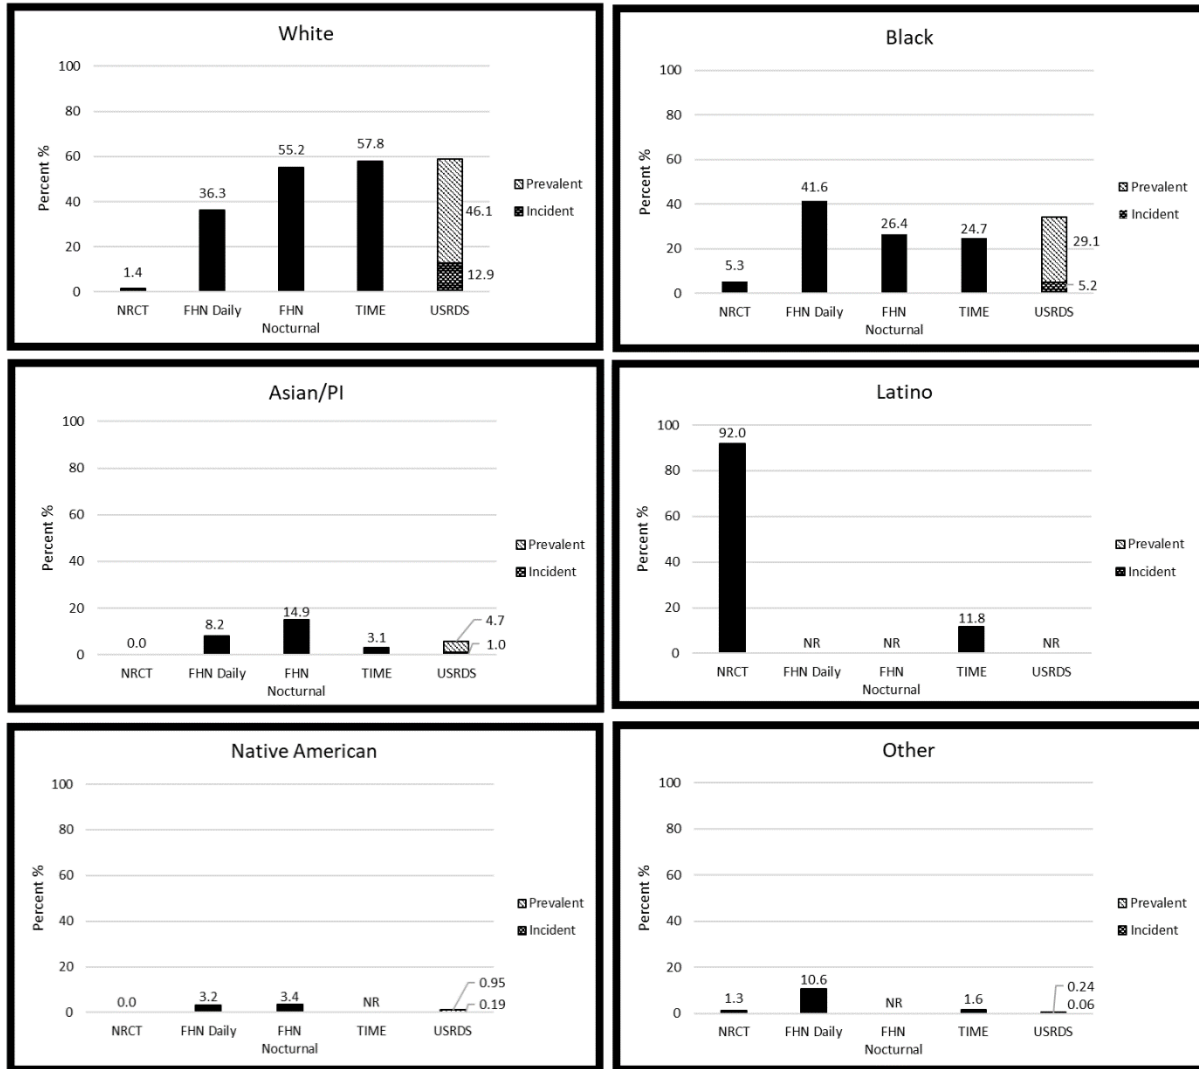 White
100
80
60
40
20
0
Percent %
1.4
36.3
55.2
57.8
46.1
12.9
NRCT
FHN Daily
FHN
Nocturnal
TIME
USRDS
Prevalent
Incident
Black
100
80
60
40
20
0
Percent %
5.3
41.6
26.4
24.7
29.1
5.2
NRCT
FHN Daily
FHN
Nocturnal
TIME
USRDS
Prevalent
Incident
Asian/PI
100
80
60
40
20
0
Percent %
0.0
8.2
14.9
3.1
4.7
1.0
NRCT
FHN Daily
FHN
Nocturnal
TIME
USRDS
Prevalent
Incident
Latino
100
80
60
40
20
0
Percent %
92.0
NR
NR
11.8
NR
NRCT
FHN Daily
FHN
Nocturnal
TIME
USRDS
Prevalent
Incident
Native American
100
80
60
40
20
0
Percent %
0.0
3.2
3.4
NR
0.95
0.19
NRCT
FHN Daily
FHN
Nocturnal
TIME
USRDS
Prevalent
Incident
Other
100
80
60
40
20
0
Percent %
1.3
10.6
NR
1.6
0.24
0.06
NRCT
FHN Daily
FHN
Nocturnal
TIME
USRDS
Prevalent
Incident